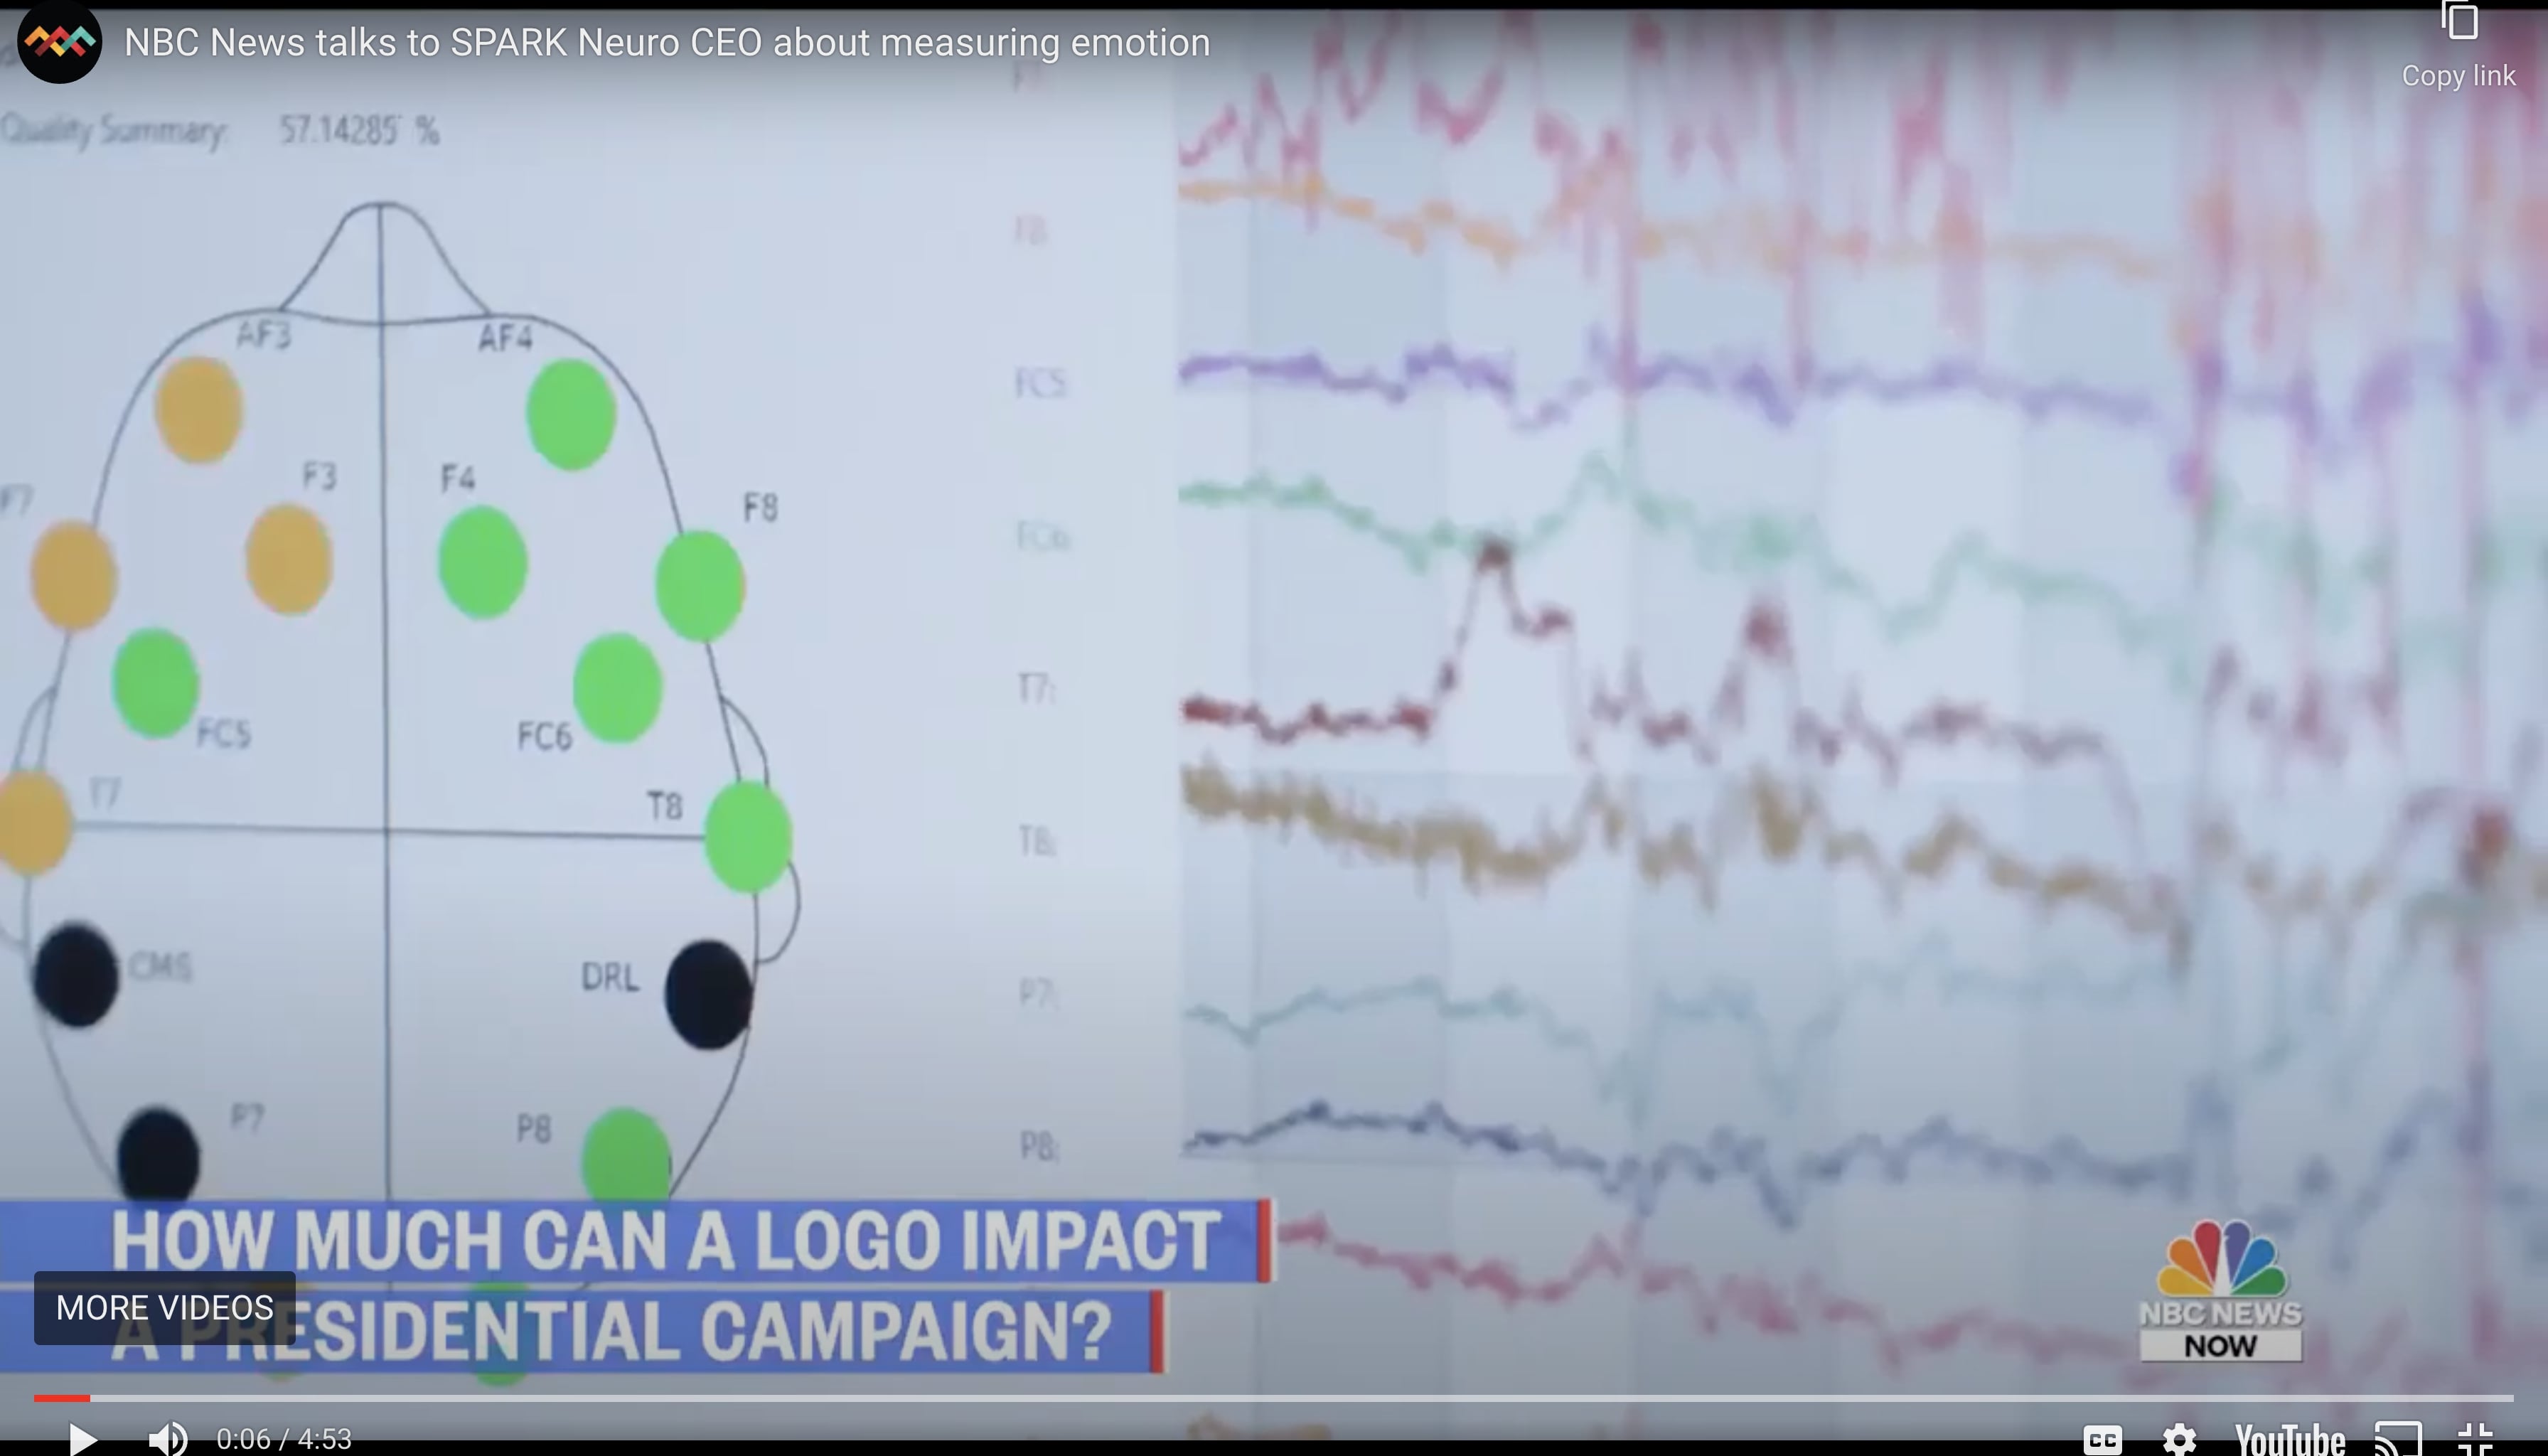 NBC News talks to SPARK Neuro CEO about measuring emotion
Copy link
Quality Summary: 57.14285 %
AF3
AF4
F3
F4
F7
F8
FC5
FC6
T7
T8
CMS
DRL
P7
P8
F8
FC5
FC6
T7:
T8:
P7:
P8:
HOW MUCH CAN A LOGO IMPACT
A PRESIDENTIAL CAMPAIGN?
MORE VIDEOS
NBC NEWS
NOW
0:06 / 4:53
CC
YouTube